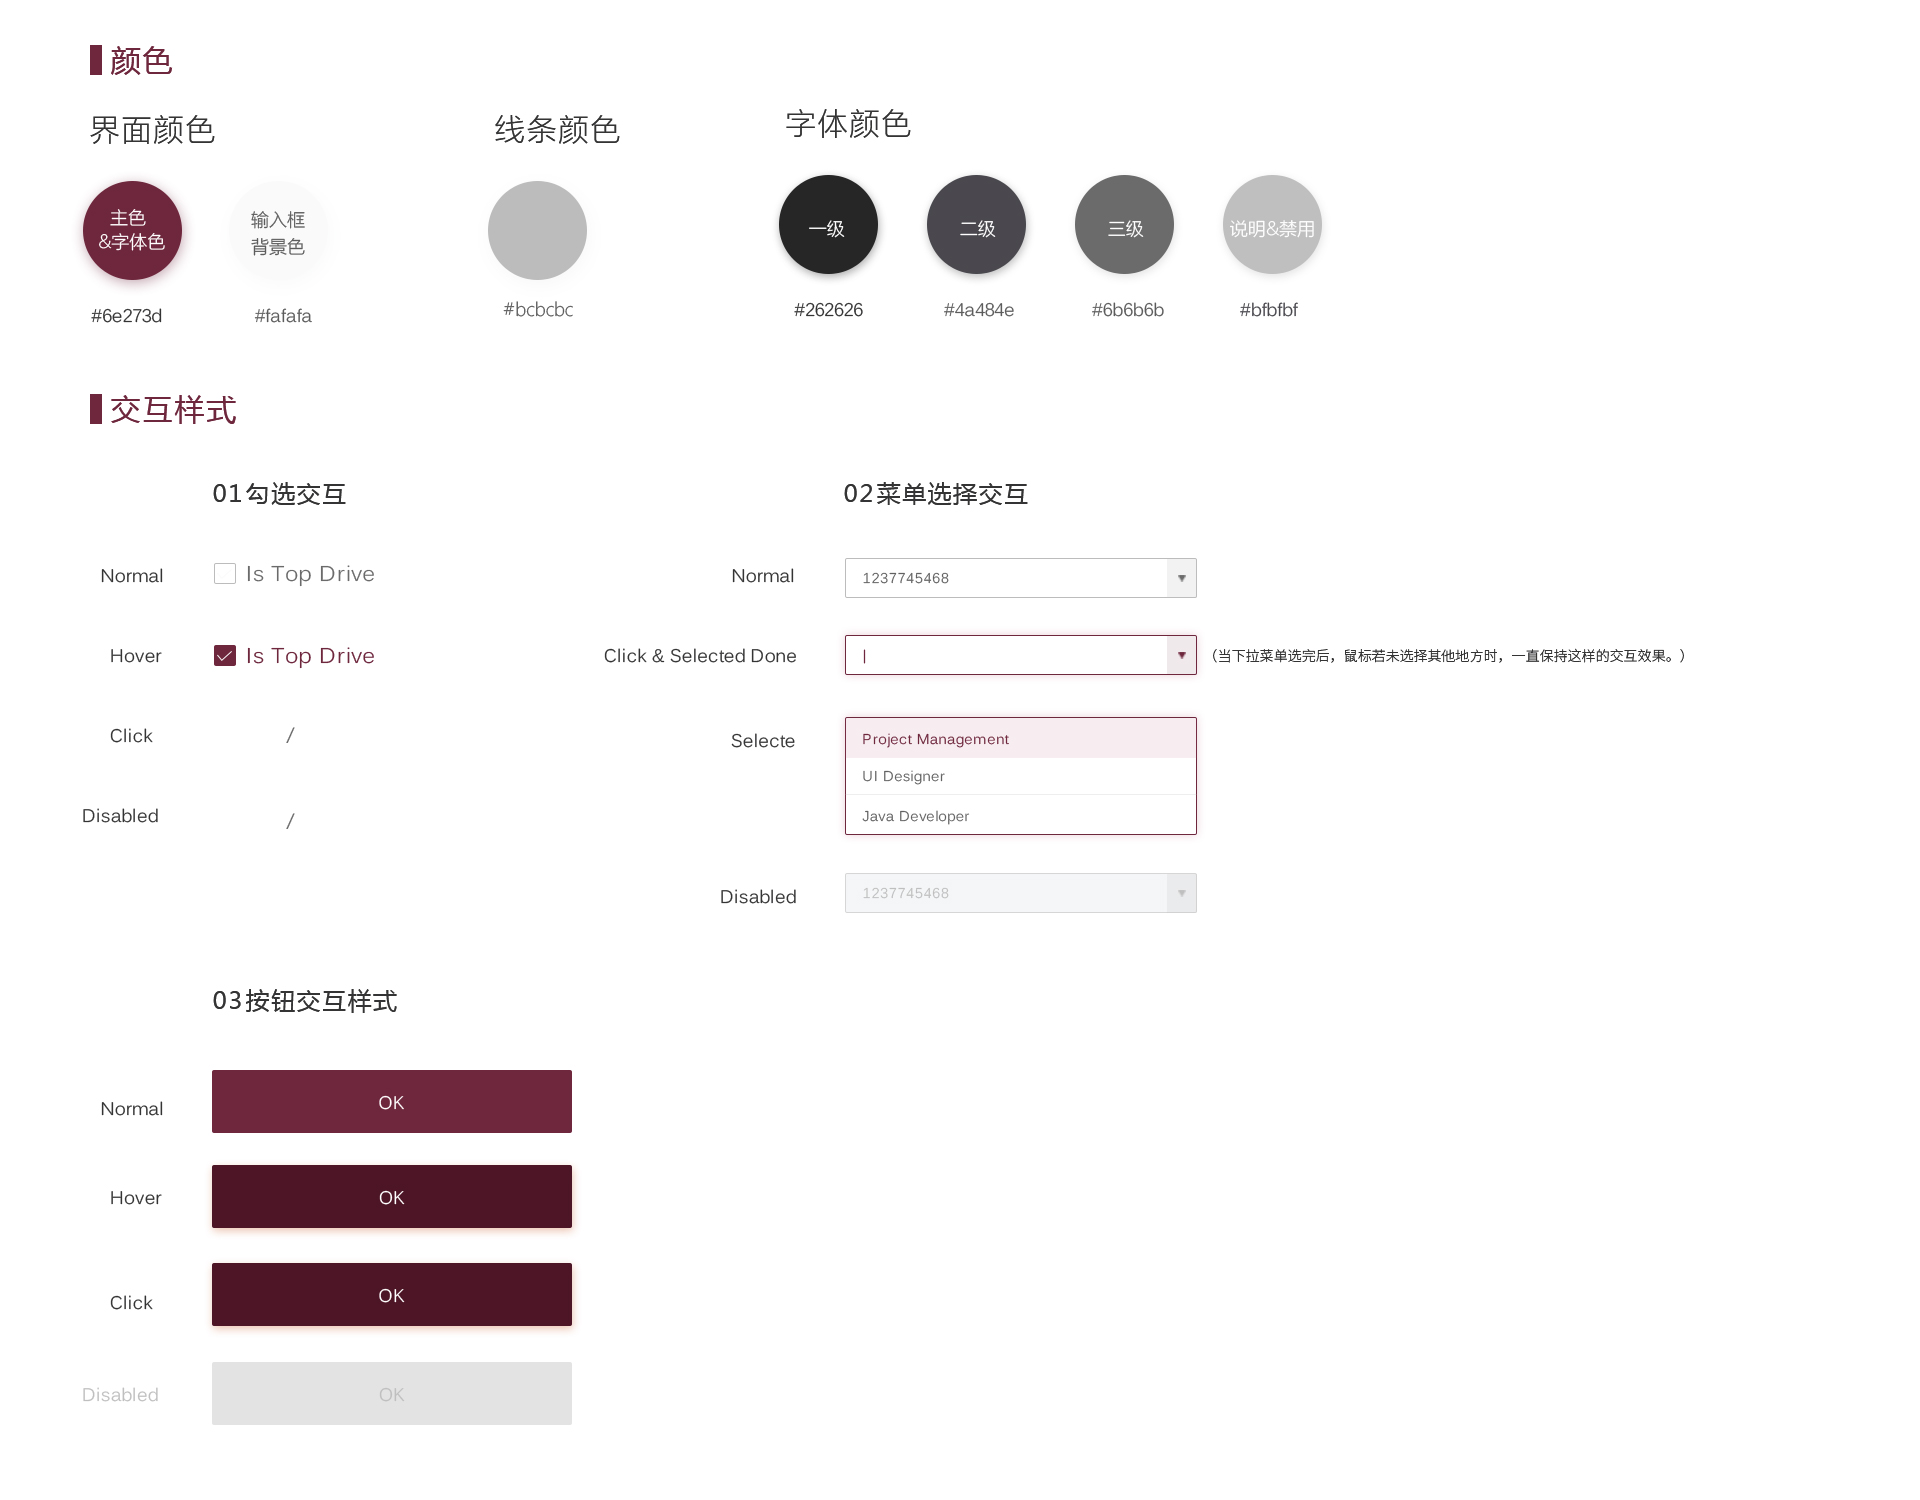 颜色
界面颜色
线条颜色
字体颜色
主色
&字体色
输入框
背景色
一级
二级
三级
说明&禁用
#6e273d
#fafafa
#bcbcbc
#262626
#4a484e
#6b6b6b
#bfbfbf
交互样式
01勾选交互
Normal
Is Top Drive
Hover
Is Top Drive
Click
/
Disabled
/
02菜单选择交互
Normal
1237745468
Click & Selected Done
（当下拉菜单选完后，鼠标若未选择其他地方时，一直保持这样的交互效果。）
Selecte
Project Management
UI Designer
Java Developer
Disabled
1237745468
03按钮交互样式
Normal
OK
Hover
OK
Click
OK
Disabled
OK